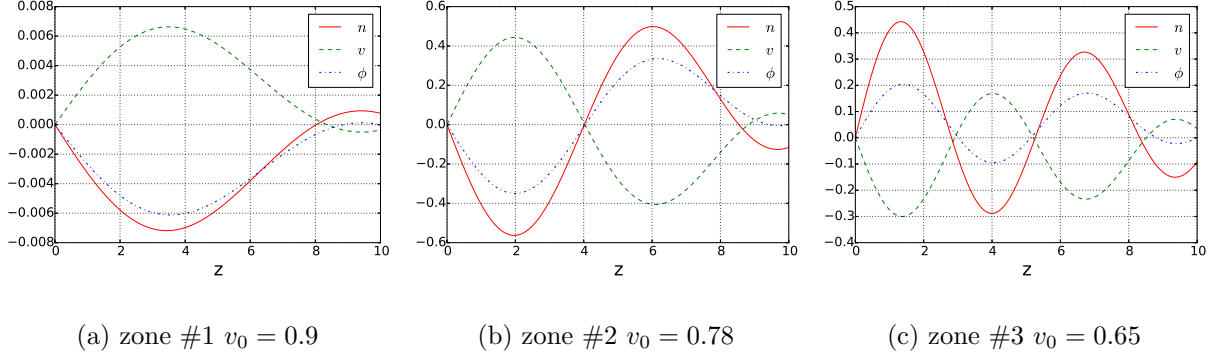 0.008
0.006
0.004
0.002
0.000
−0.002
−0.004
−0.006
−0.008
0 2 4 6 8 10
z
n
v
ϕ
0.6
0.4
0.2
0.0
−0.2
−0.4
−0.6
0 2 4 6 8 10
z
n
v
ϕ
0.5
0.4
0.3
0.2
0.1
0.0
−0.1
−0.2
−0.3
−0.4
0 2 4 6 8 10
z
n
v
ϕ
(a) zone #1 v₀ = 0.9
(b) zone #2 v₀ = 0.78
(c) zone #3 v₀ = 0.65